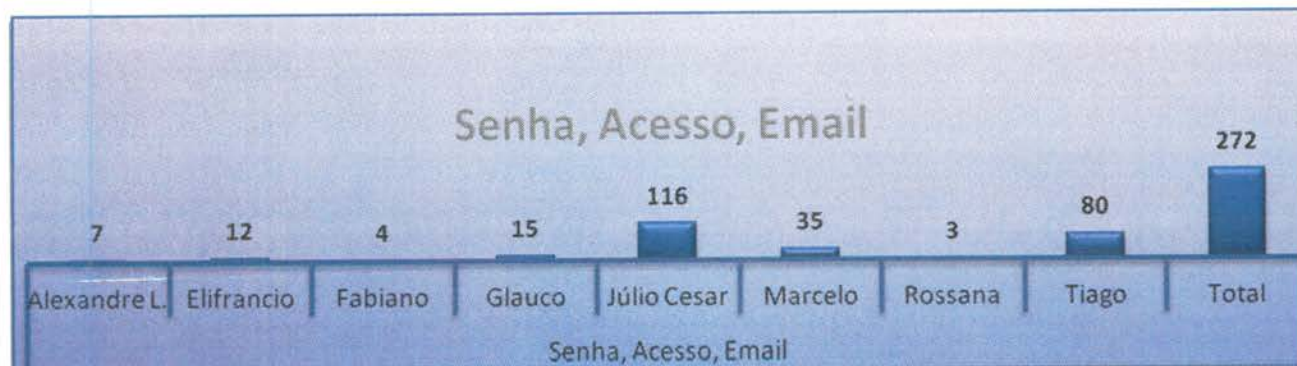 Senha, Acesso, Email
7 12 4 15 116 35 3 80 272
Alexandre L. Elifrancio Fabiano Glauco Júlio Cesar Marcelo Rossana Tiago Total
Senha, Acesso, Email